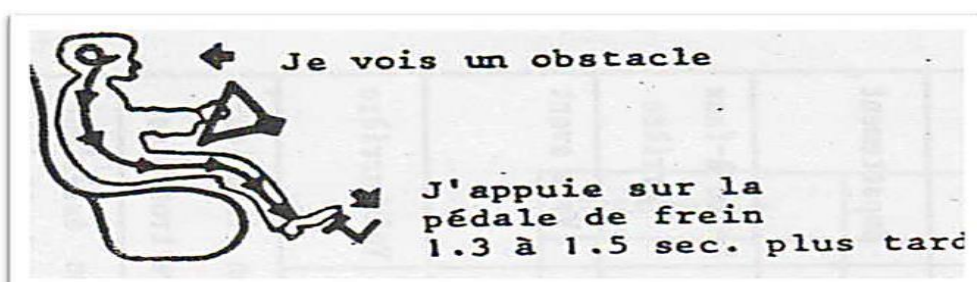 Je vois un obstacle
J'appuie sur la
pédale de frein
1.3 à 1.5 sec. plus tard